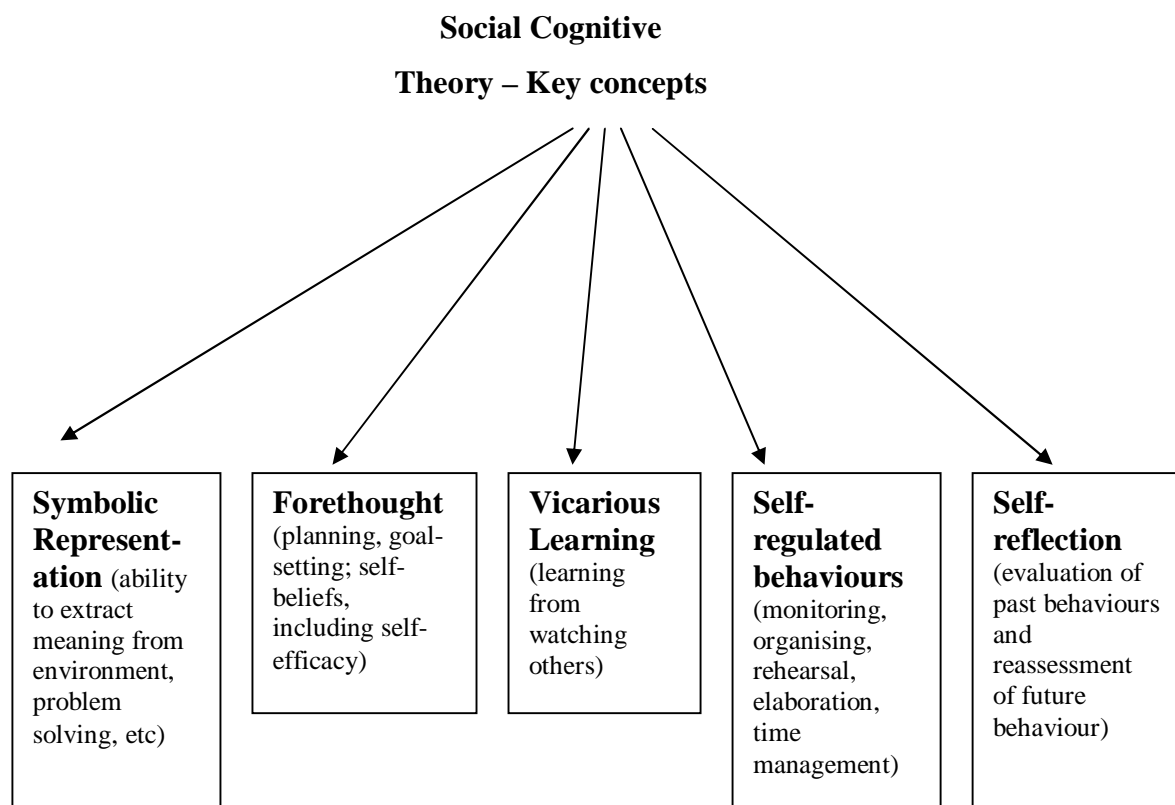 Social Cognitive
Theory – Key concepts
Symbolic
Represent-
ation (ability
to extract
meaning from
environment,
problem
solving, etc)
Forethought
(planning, goal-
setting; self-
beliefs,
including self-
efficacy)
Vicarious
Learning
(learning
from
watching
others)
Self-
regulated
behaviours
(monitoring,
organising,
rehearsal,
elaboration,
time
management)
Self-
reflection
(evaluation of
past behaviours
and
reassessment
of future
behaviour)